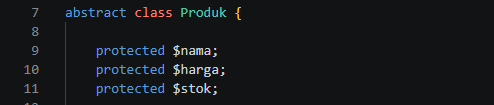 7 abstract class Produk {
8
9 protected $nama;
10 protected $harga;
11 protected $stok;